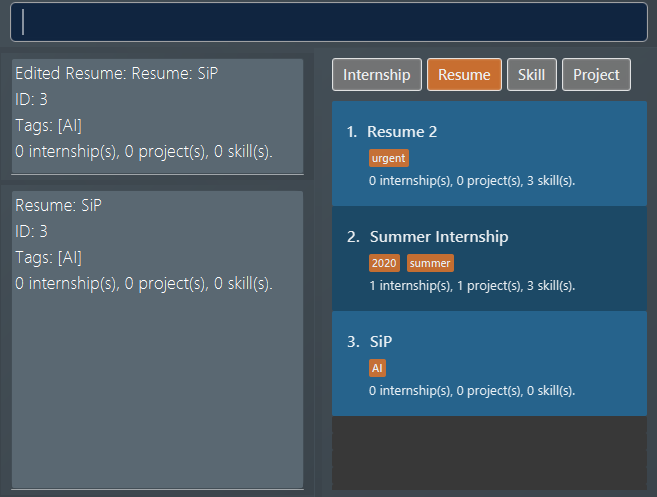 Edited Resume: Resume: SiP
ID: 3
Tags: [AI]
0 internship(s), 0 project(s), 0 skill(s).
Resume: SiP
ID: 3
Tags: [AI]
0 internship(s), 0 project(s), 0 skill(s).
Internship Resume Skill Project
1. Resume 2
urgent
0 internship(s), 0 project(s), 3 skill(s).
2. Summer Internship
2020 summer
1 internship(s), 1 project(s), 3 skill(s).
3. SiP
AI
0 internship(s), 0 project(s), 0 skill(s).